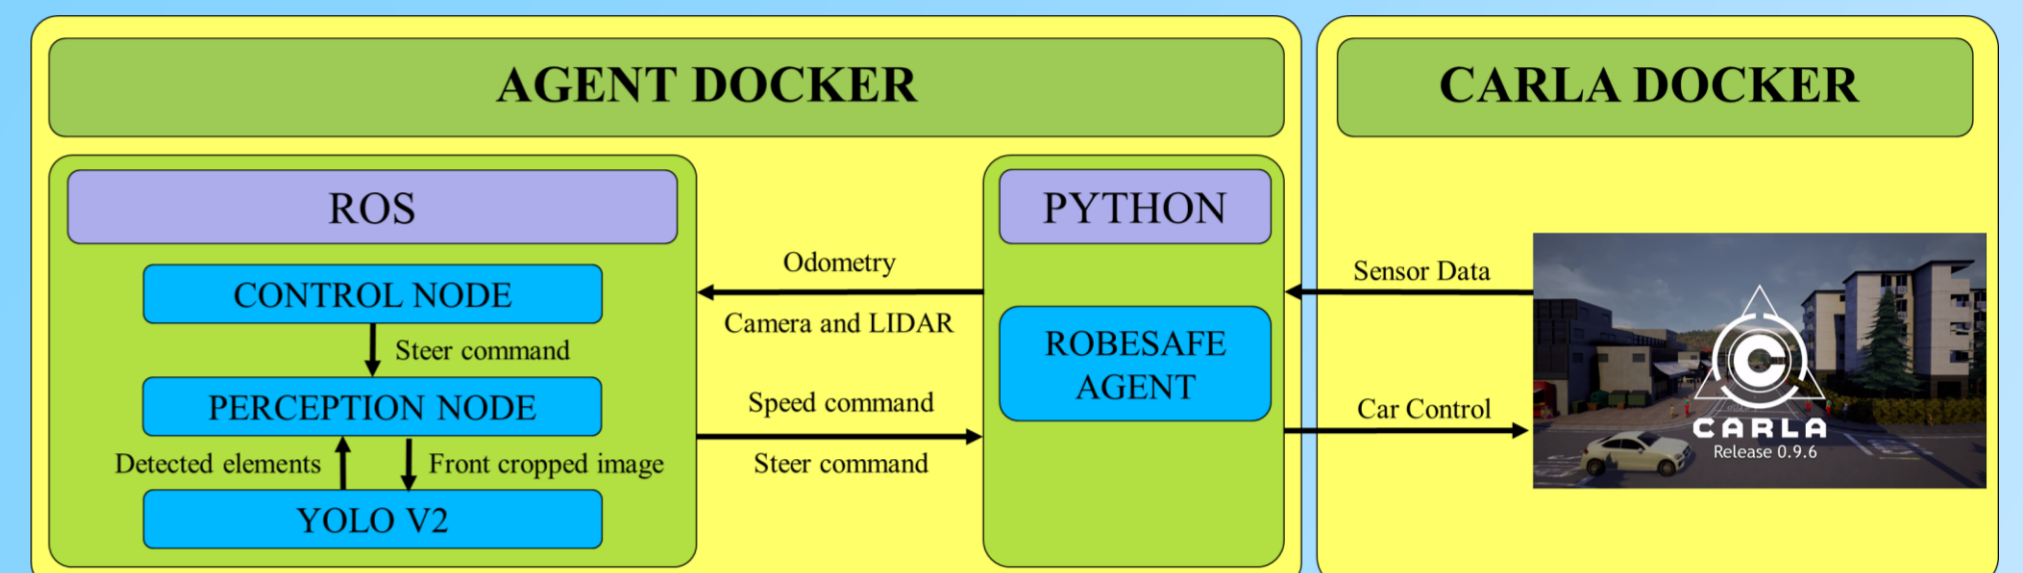 AGENT DOCKER
CARLA DOCKER
ROS
CONTROL NODE
Steer command
PERCEPTION NODE
Detected elements
Front cropped image
YOLO V2
Odometry
Camera and LIDAR
Speed command
Steer command
PYTHON
ROBESAFE
AGENT
Sensor Data
Car Control
CARLA
Release 0.9.6